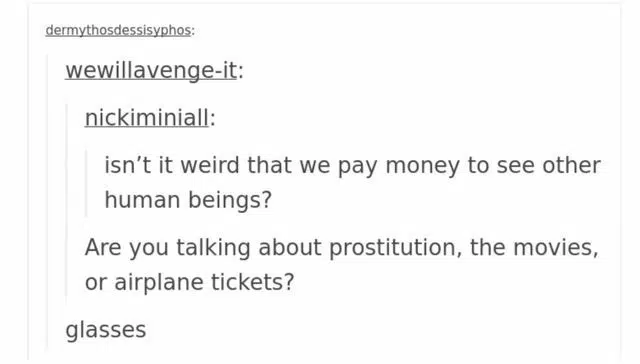 dermythosdessisyphos:
wewillavenge-it:
nickiminiall:
isn’t it weird that we pay money to see other
human beings?
Are you talking about prostitution, the movies,
or airplane tickets?
glasses